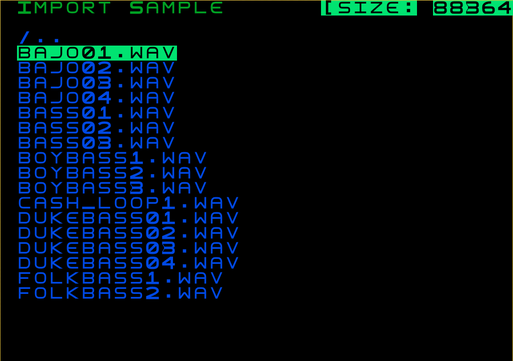 IMPORT SAMPLE [SIZE: 88364
/..
BAJO01.WAV
BAJO02.WAV
BAJO03.WAV
BAJO04.WAV
BASS01.WAV
BASS02.WAV
BASS03.WAV
BOYBASS1.WAV
BOYBASS2.WAV
BOYBASS3.WAV
CASH_LOOP1.WAV
DUKEBASS01.WAV
DUKEBASS02.WAV
DUKEBASS03.WAV
DUKEBASS04.WAV
FOLKBASS1.WAV
FOLKBASS2.WAV